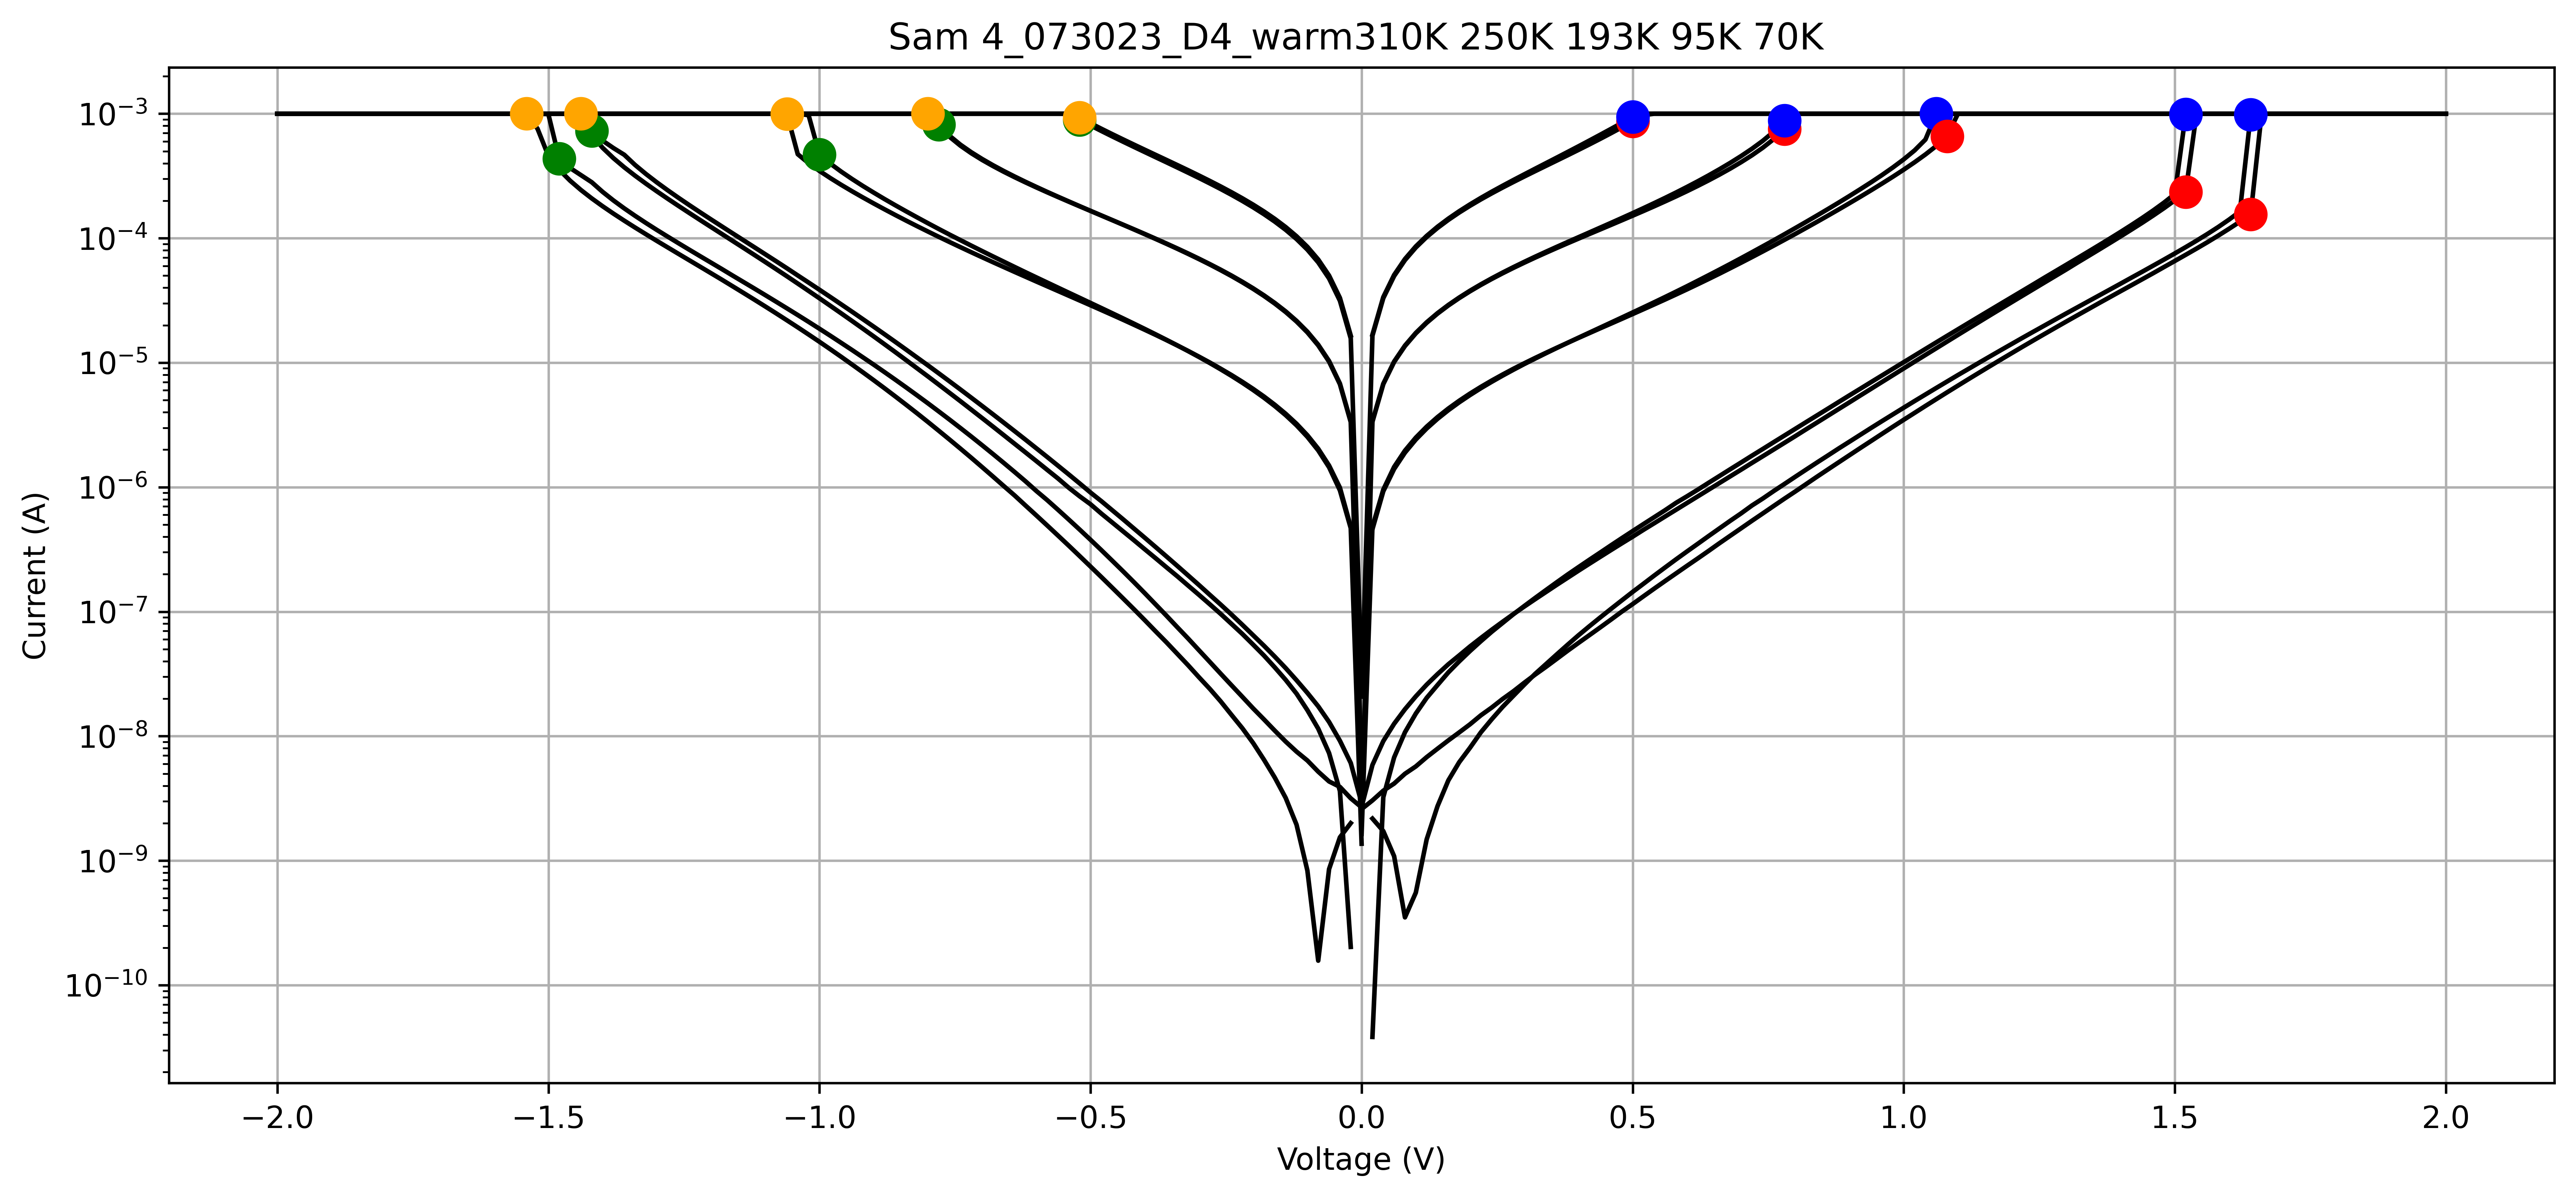 Sam 4_073023_D4_warm310K 250K 193K 95K 70K
Current (A)
10⁻³
10⁻⁴
10⁻⁵
10⁻⁶
10⁻⁷
10⁻⁸
10⁻⁹
10⁻¹⁰
−2.0 −1.5 −1.0 −0.5 0.0 0.5 1.0 1.5 2.0
Voltage (V)